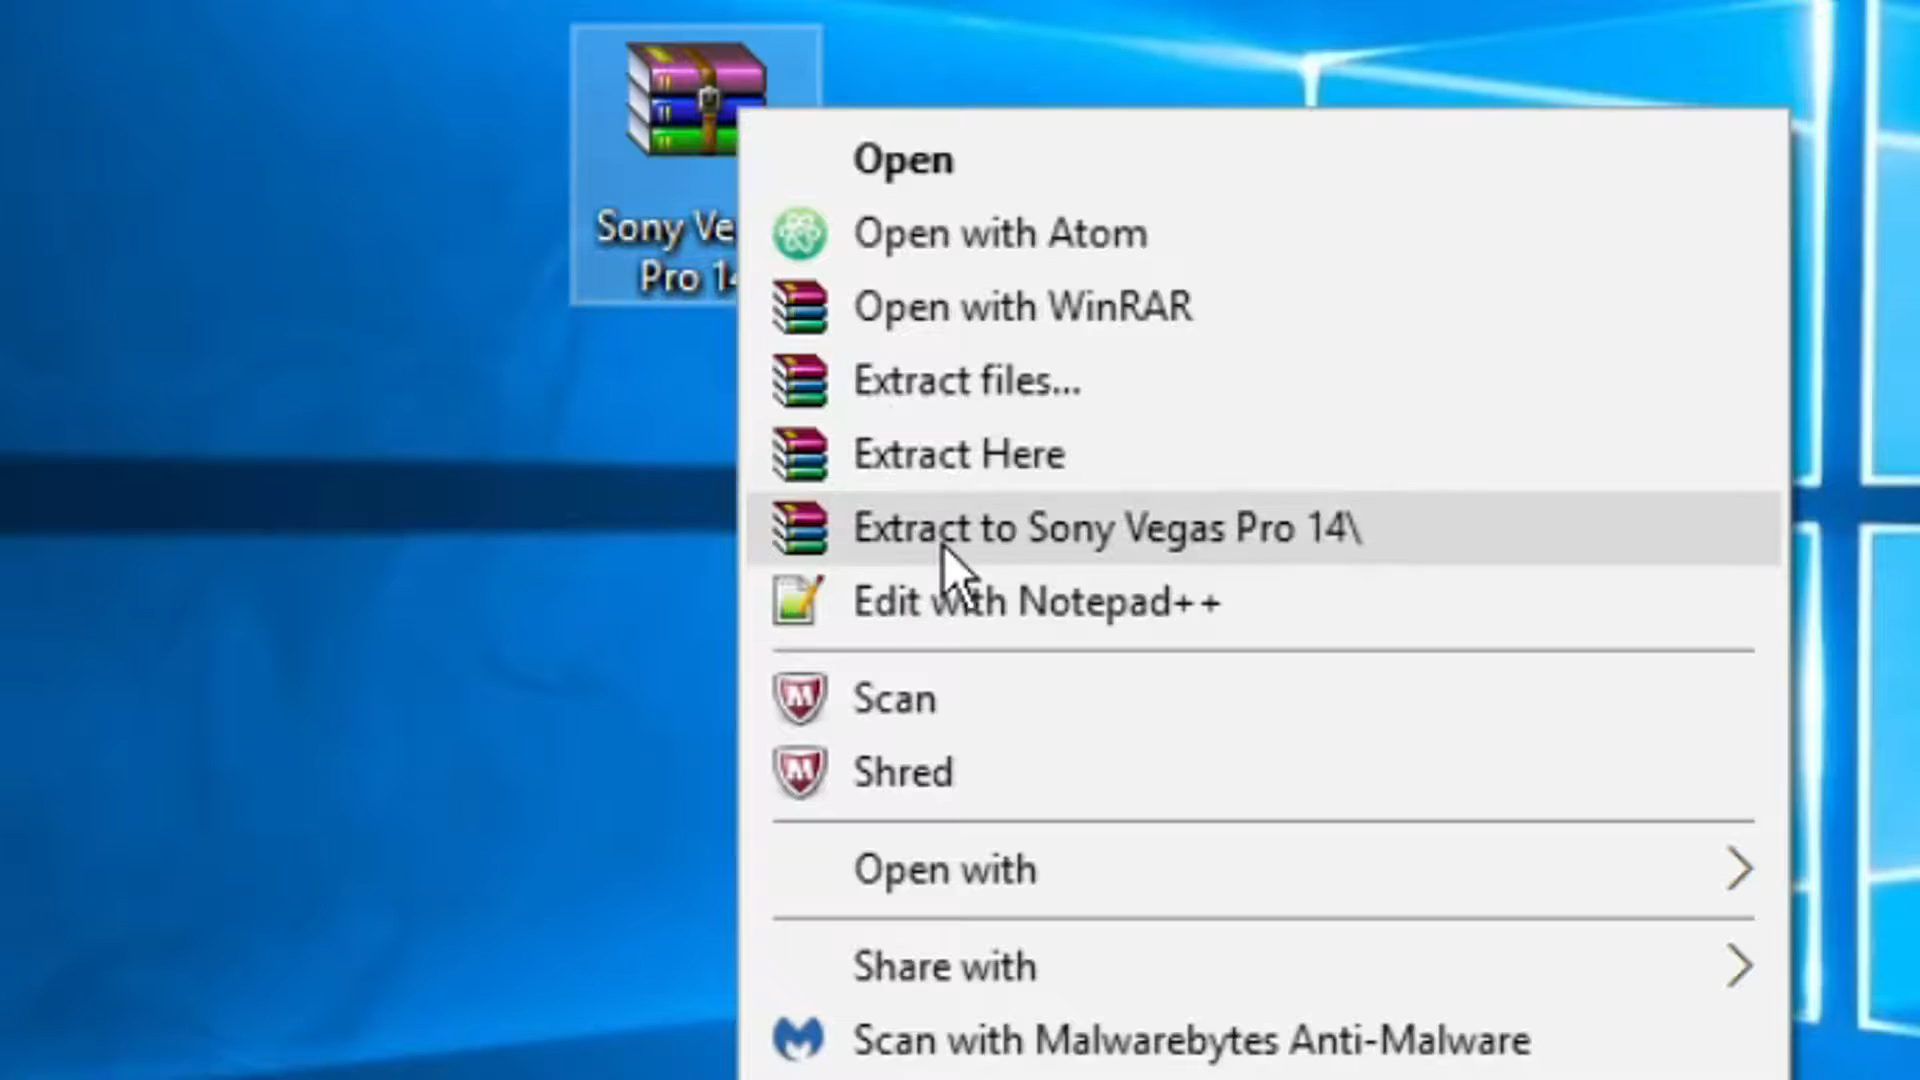 Sony Ve
Pro 14
Open
Open with Atom
Open with WinRAR
Extract files...
Extract Here
Extract to Sony Vegas Pro 14\
Edit with Notepad++
Scan
Shred
Open with
Share with
Scan with Malwarebytes Anti-Malware